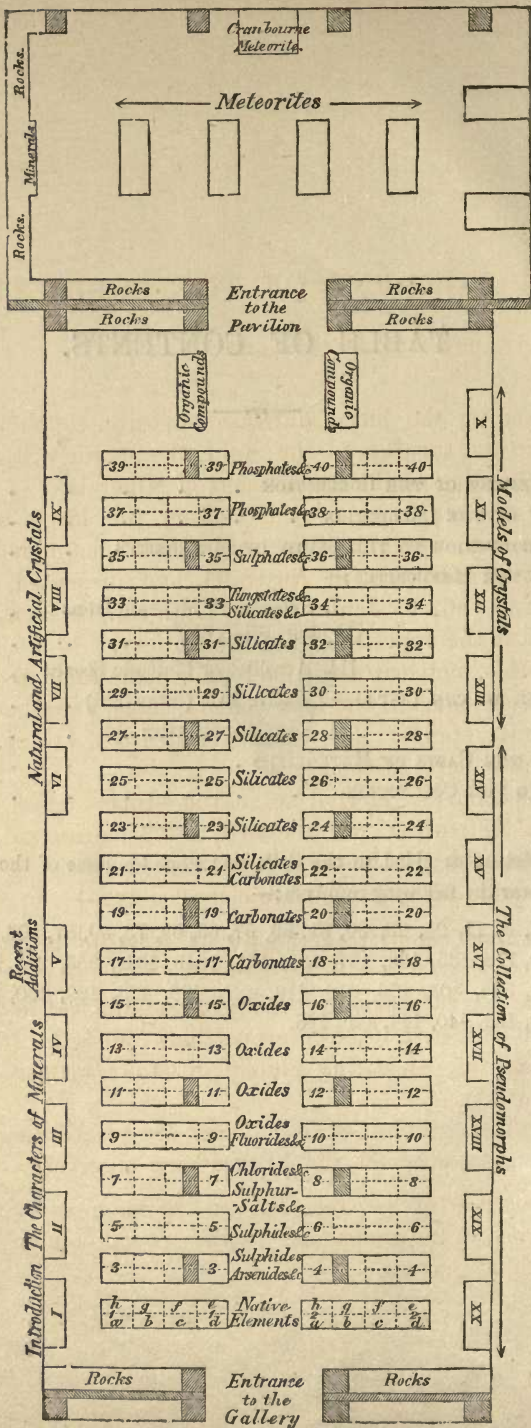 Cranbourne
Meteorite.
Rocks.
Minerals
Rocks.
Meteorites
Rocks
Rocks
Entrance
to the
Pavilion
Rocks
Rocks
Organic
Compounds
Organic
Compounds
39 39 Phosphates &c 40 40
37 37 Phosphates &c 38 38
35 35 Sulphates &c 36 36
33 33 Tungstates &c
Silicates &c 34 34
31 31 Silicates 32 32
29 29 Silicates 30 30
27 27 Silicates 28 28
25 25 Silicates 26 26
23 23 Silicates 24 24
21 21 Silicates
Carbonates 22 22
19 19 Carbonates 20 20
17 17 Carbonates 18 18
15 15 Oxides 16 16
13 13 Oxides 14 14
11 11 Oxides 12 12
9 9 Oxides
Fluorides &c 10 10
7 7 Chlorides &c
Sulphur-
Salts &c 8 8
5 5 Sulphides &c 6 6
3 3 Sulphides
Arsenides &c 4 4
h g f e Native h g f e
1 1 Elements 2 2
a b c d a b c d
Natural and Artificial Crystals
IX
VIII
VII
VI
Recent
Additions
V
The Characters of Minerals
IV
III
II
Introduction
I
Models of Crystals
X
XI
XII
XIII
The Collection of Pseudomorphs
XIV
XV
XVI
XVII
XVIII
XIX
XX
Rocks
Entrance
to the
Gallery
Rocks